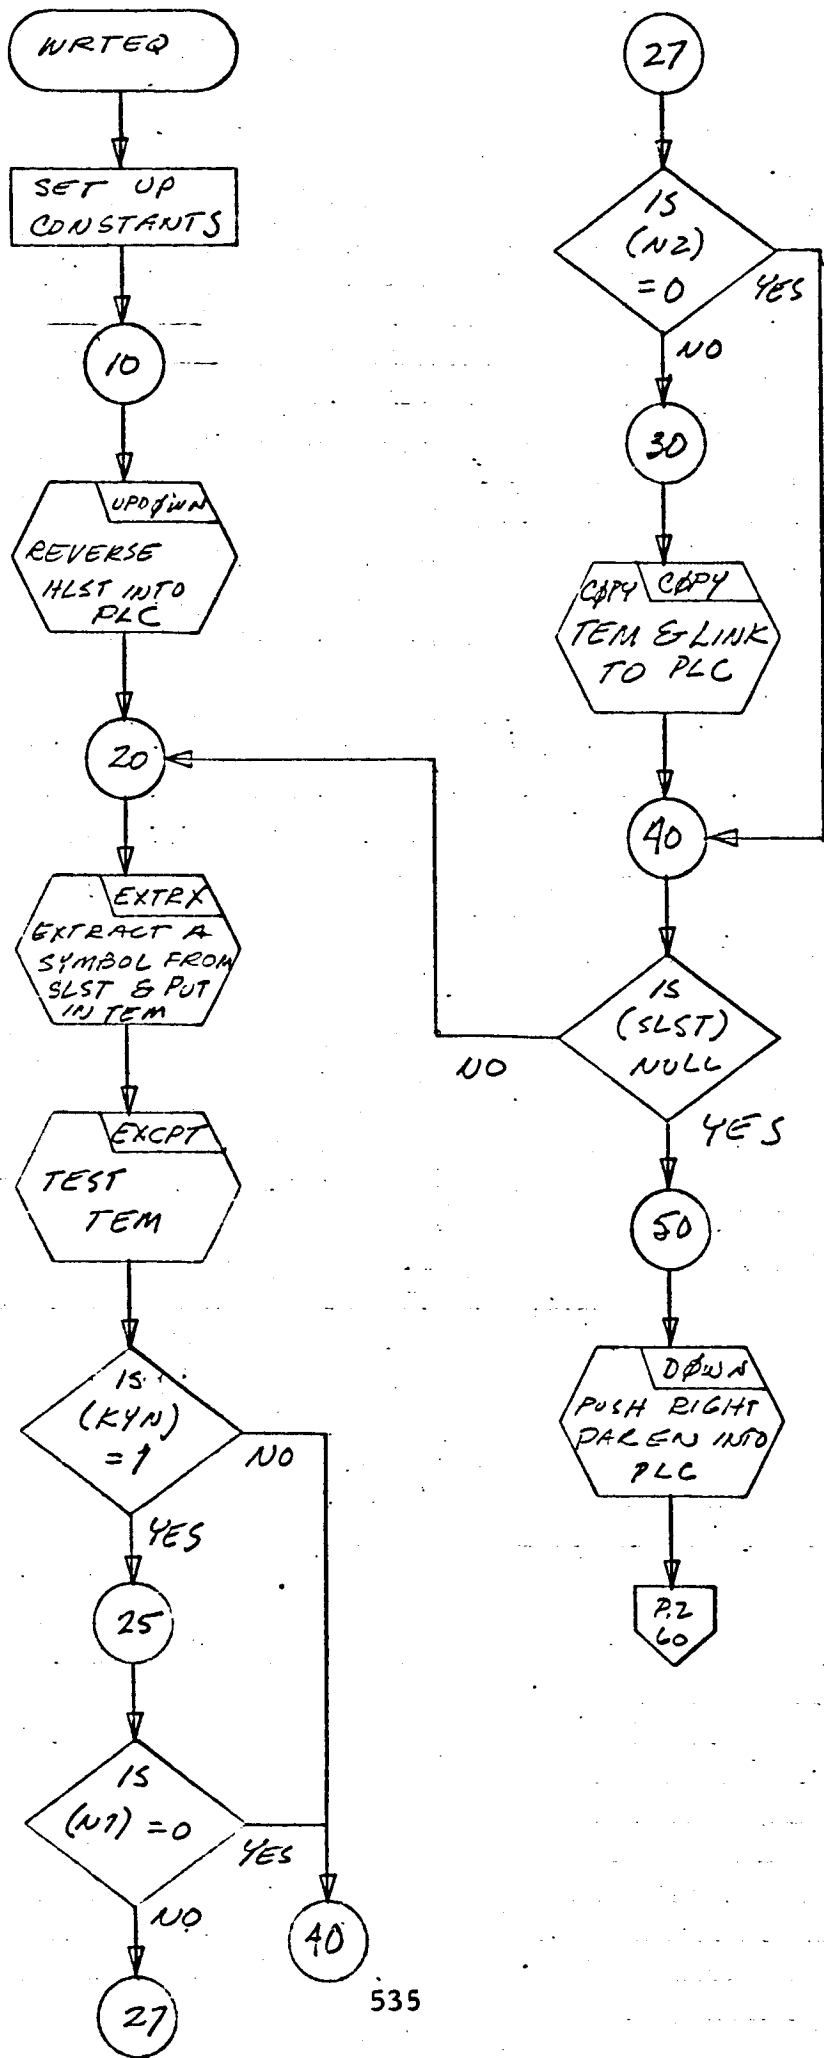 WRTEQ
SET UP
CONSTANTS
10
UPDØWN
REVERSE
HLST INTO
PLC
20
EXTRX
EXTRACT A
SYMBOL FROM
SLST & PUT
IN TEM
EXCPT
TEST
TEM
IS
(KYN)
= 1
NO
YES
25
IS
(N1) = 0
YES
NO
40
27
27
IS
(N2)
= 0
YES
NO
30
CØPY
CØPY
TEM & LINK
TO PLC
40
IS
(SLST)
NULL
NO
YES
50
DØWN
PUSH RIGHT
PAREN INTO
PLC
P.2
60
535